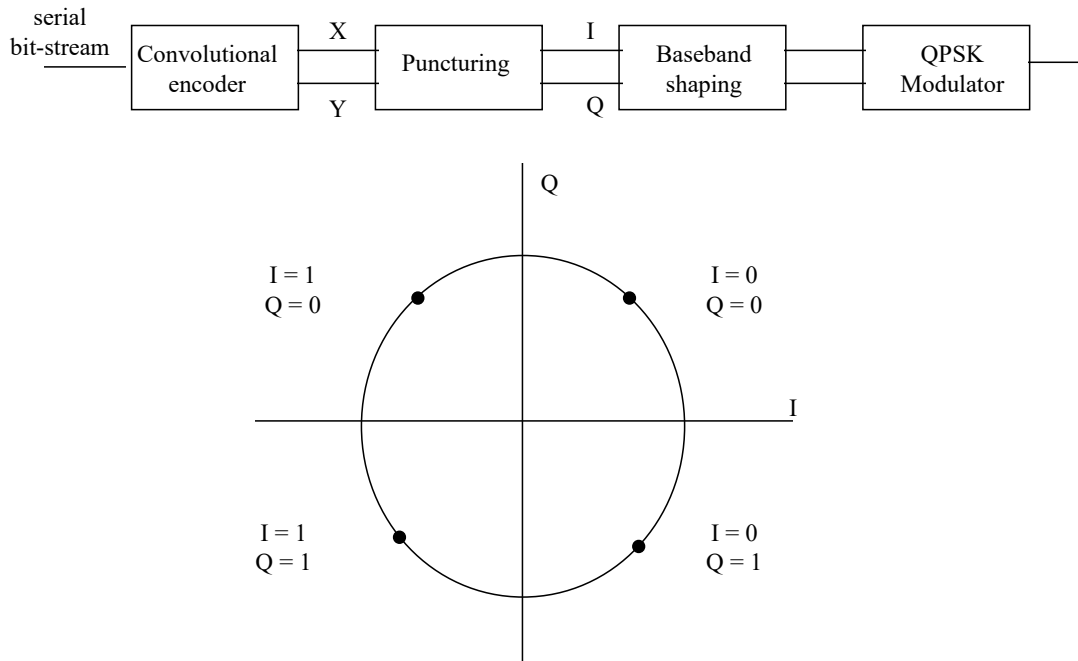 serial
bit-stream
Convolutional
encoder
X
Y
Puncturing
I
Q
Baseband
shaping
QPSK
Modulator
Q
I = 1
Q = 0
I = 0
Q = 0
I
I = 1
Q = 1
I = 0
Q = 1